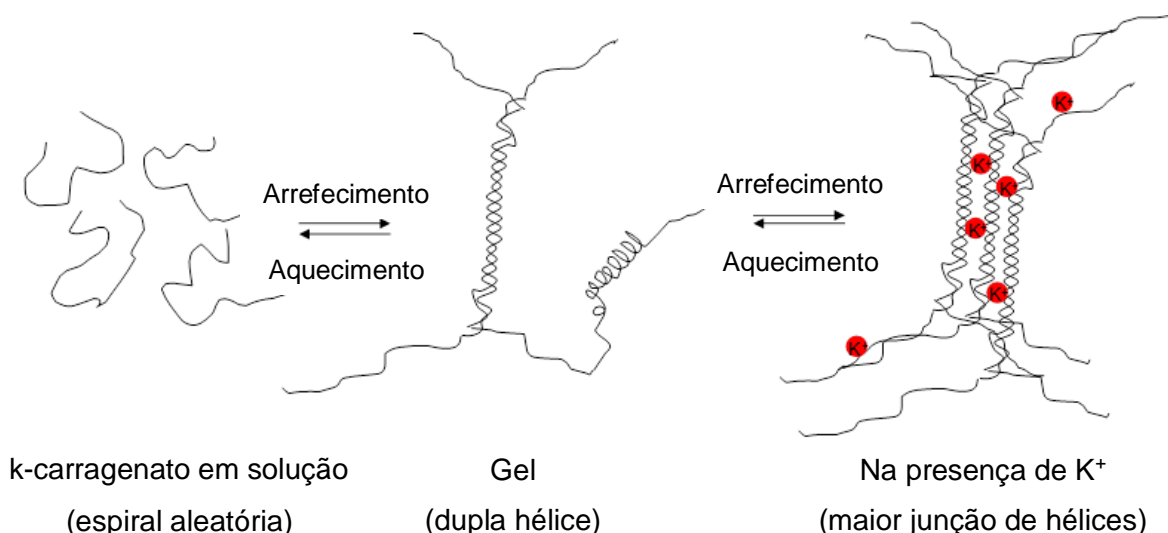 Arrefecimento
Aquecimento
Arrefecimento
Aquecimento
K⁺
K⁺
K⁺
K⁺
K⁺
K⁺
k-carragenato em solução
(espiral aleatória)
Gel
(dupla hélice)
Na presença de K⁺
(maior junção de hélices)